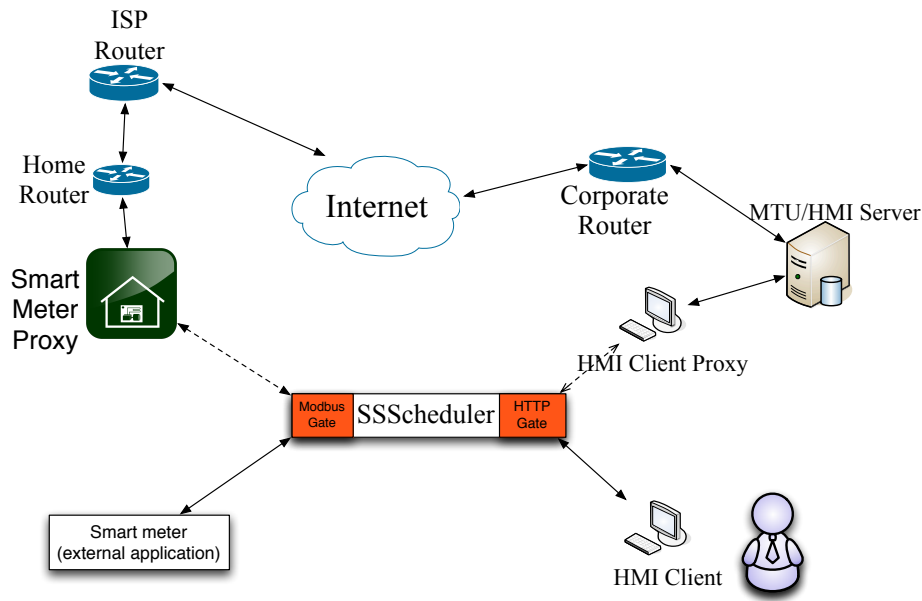 ISP
Router
Home
Router
Internet
Corporate
Router
MTU/HMI Server
Smart
Meter
Proxy
HMI Client Proxy
Modbus
Gate
SSScheduler
HTTP
Gate
Smart meter
(external application)
HMI Client